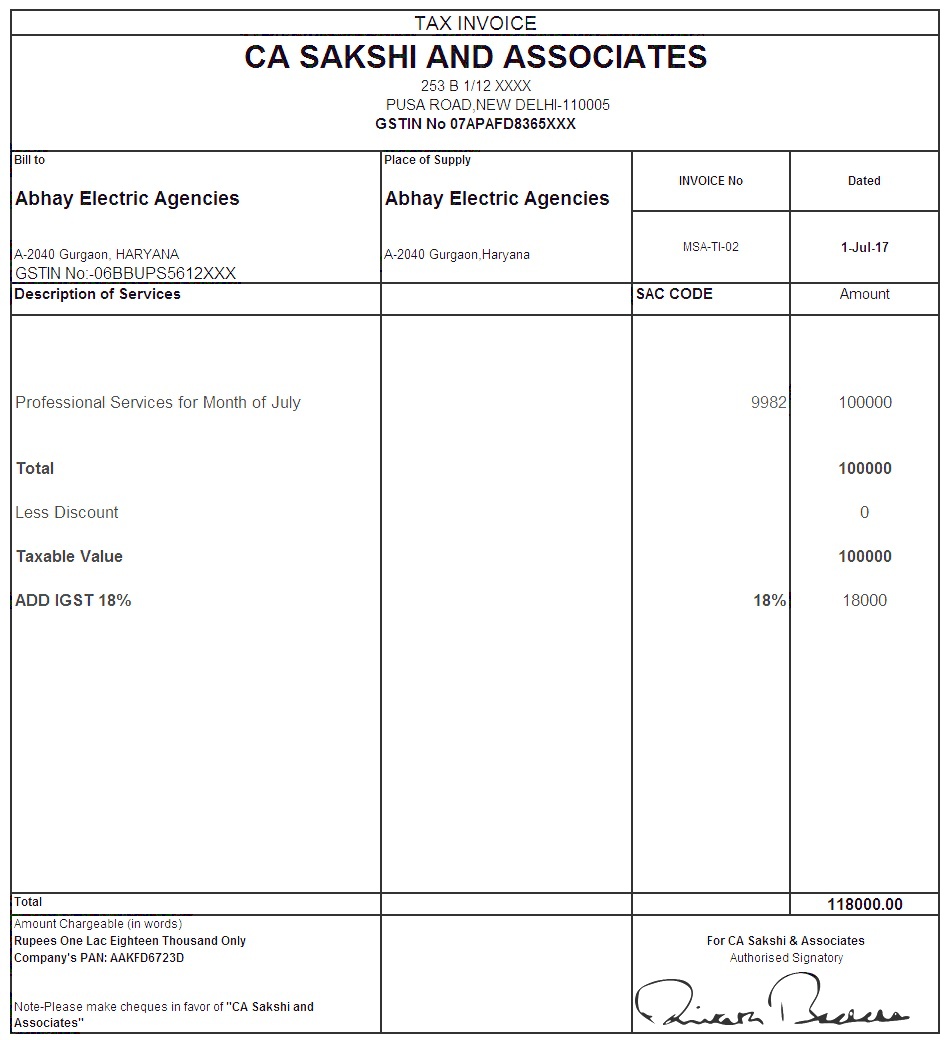 TAX INVOICE
CA SAKSHI AND ASSOCIATES
253 B 1/12 XXXX
PUSA ROAD,NEW DELHI-110005
GSTIN No 07APAFD8365XXX
Bill to
Abhay Electric Agencies
A-2040 Gurgaon, HARYANA
GSTIN No:-06BBUPS5612XXX
Place of Supply
Abhay Electric Agencies
A-2040 Gurgaon,Haryana
INVOICE No
Dated
MSA-TI-02
1-Jul-17
Description of Services
SAC CODE
Amount
Professional Services for Month of July 9982 100000
Total 100000
Less Discount 0
Taxable Value 100000
ADD IGST 18% 18% 18000
Total 118000.00
Amount Chargeable (in words)
Rupees One Lac Eighteen Thousand Only
Company's PAN: AAKFD6723D
Note-Please make cheques in favor of "CA Sakshi and
Associates"
For CA Sakshi & Associates
Authorised Signatory